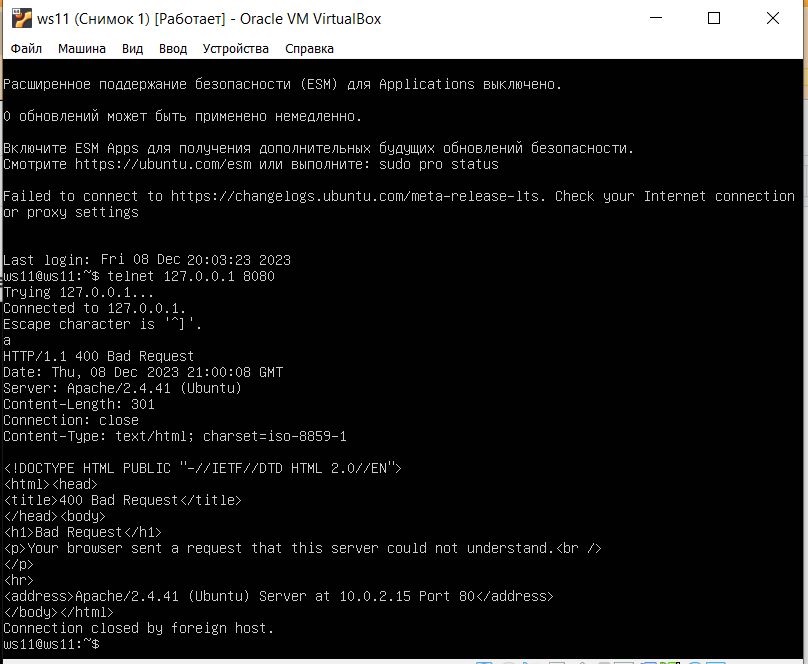 ws11 (Снимок 1) [Работает] - Oracle VM VirtualBox
Файл Машина Вид Ввод Устройства Справка
Расширенное поддержание безопасности (ESM) для Applications выключено.
0 обновлений может быть применено немедленно.
Включите ESM Apps для получения дополнительных будущих обновлений безопасности.
Смотрите https://ubuntu.com/esm или выполните: sudo pro status
Failed to connect to https://changelogs.ubuntu.com/meta-release-lts. Check your Internet connection
or proxy settings
Last login: Fri 08 Dec 20:03:23 2023
ws11@ws11:~$ telnet 127.0.0.1 8080
Trying 127.0.0.1...
Connected to 127.0.0.1.
Escape character is '^]'.
a
HTTP/1.1 400 Bad Request
Date: Thu, 08 Dec 2023 21:00:08 GMT
Server: Apache/2.4.41 (Ubuntu)
Content-Length: 301
Connection: close
Content-Type: text/html; charset=iso-8859-1
<!DOCTYPE HTML PUBLIC "-//IETF//DTD HTML 2.0//EN">
<html><head>
<title>400 Bad Request</title>
</head><body>
<h1>Bad Request</h1>
<p>Your browser sent a request that this server could not understand.<br />
</p>
<hr>
<address>Apache/2.4.41 (Ubuntu) Server at 10.0.2.15 Port 80</address>
</body></html>
Connection closed by foreign host.
ws11@ws11:~$